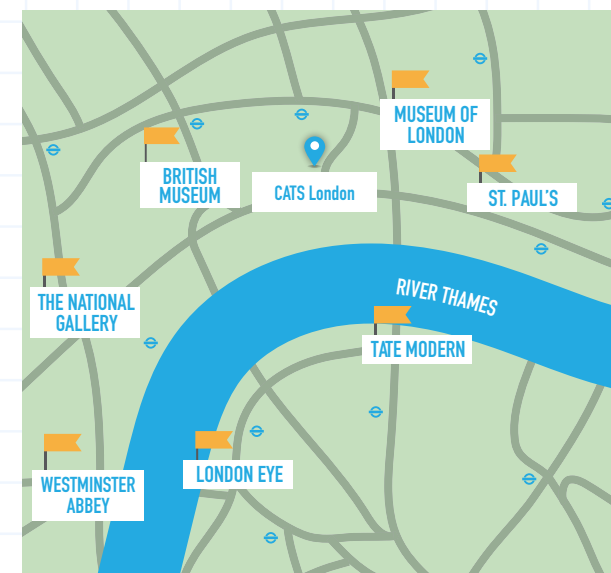 MUSEUM OF
LONDON
BRITISH
MUSEUM
CATS London
ST. PAUL'S
RIVER THAMES
THE NATIONAL
GALLERY
TATE MODERN
LONDON EYE
WESTMINSTER
ABBEY